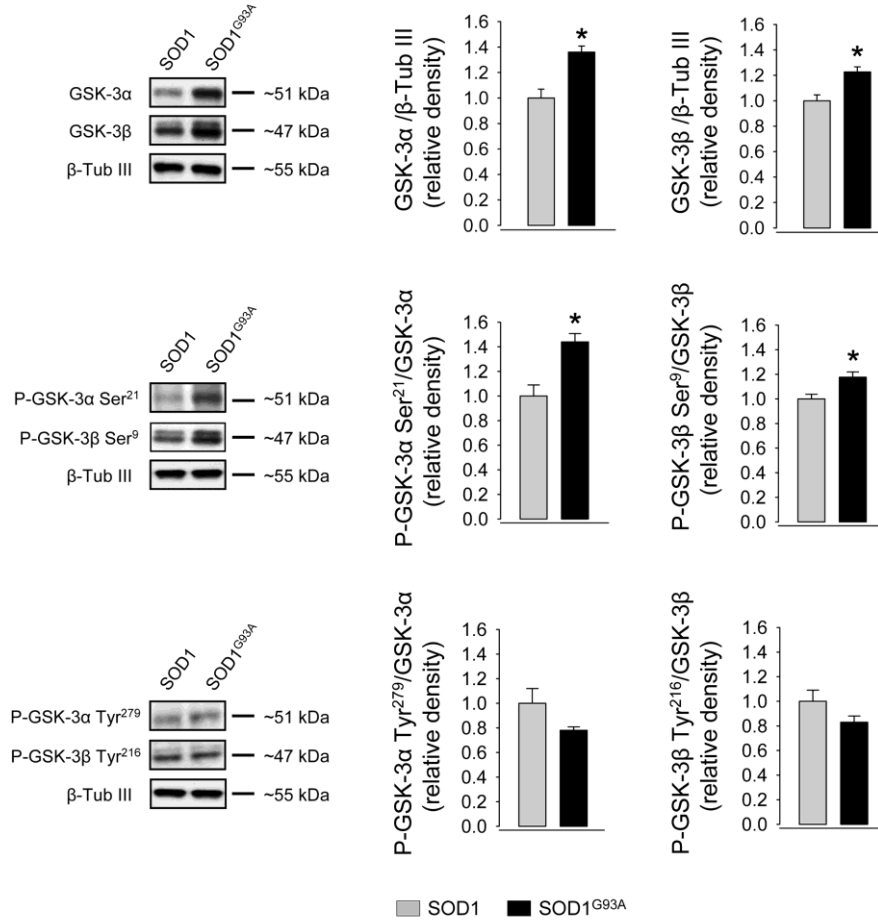 SOD1 SOD1G93A
GSK-3α ~51 kDa
GSK-3β ~47 kDa
β-Tub III ~55 kDa
GSK-3α /β-Tub III
(relative density)
1.6
1.4
1.2
1.0
0.8
0.6
0.4
0.2
0.0
*
GSK-3β /β-Tub III
(relative density)
1.6
1.4
1.2
1.0
0.8
0.6
0.4
0.2
0.0
*
SOD1 SOD1G93A
P-GSK-3α Ser21 ~51 kDa
P-GSK-3β Ser9 ~47 kDa
β-Tub III ~55 kDa
P-GSK-3α Ser21/GSK-3α
(relative density)
1.6
1.4
1.2
1.0
0.8
0.6
0.4
0.2
0.0
*
P-GSK-3β Ser9/GSK-3β
(relative density)
1.6
1.4
1.2
1.0
0.8
0.6
0.4
0.2
0.0
*
SOD1 SOD1G93A
P-GSK-3α Tyr279 ~51 kDa
P-GSK-3β Tyr216 ~47 kDa
β-Tub III ~55 kDa
P-GSK-3α Tyr279/GSK-3α
(relative density)
1.6
1.4
1.2
1.0
0.8
0.6
0.4
0.2
0.0
P-GSK-3β Tyr216/GSK-3β
(relative density)
1.6
1.4
1.2
1.0
0.8
0.6
0.4
0.2
0.0
SOD1 SOD1G93A